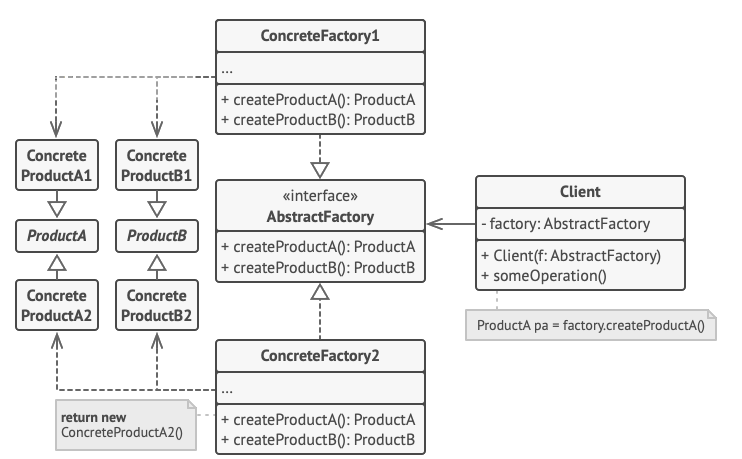 ConcreteFactory1
...
+ createProductA(): ProductA
+ createProductB(): ProductB
Concrete
ProductA1
Concrete
ProductB1
ProductA
ProductB
Concrete
ProductA2
Concrete
ProductB2
«interface»
AbstractFactory
+ createProductA(): ProductA
+ createProductB(): ProductB
Client
- factory: AbstractFactory
+ Client(f: AbstractFactory)
+ someOperation()
ProductA pa = factory.createProductA()
ConcreteFactory2
...
+ createProductA(): ProductA
+ createProductB(): ProductB
return new
ConcreteProductA2()